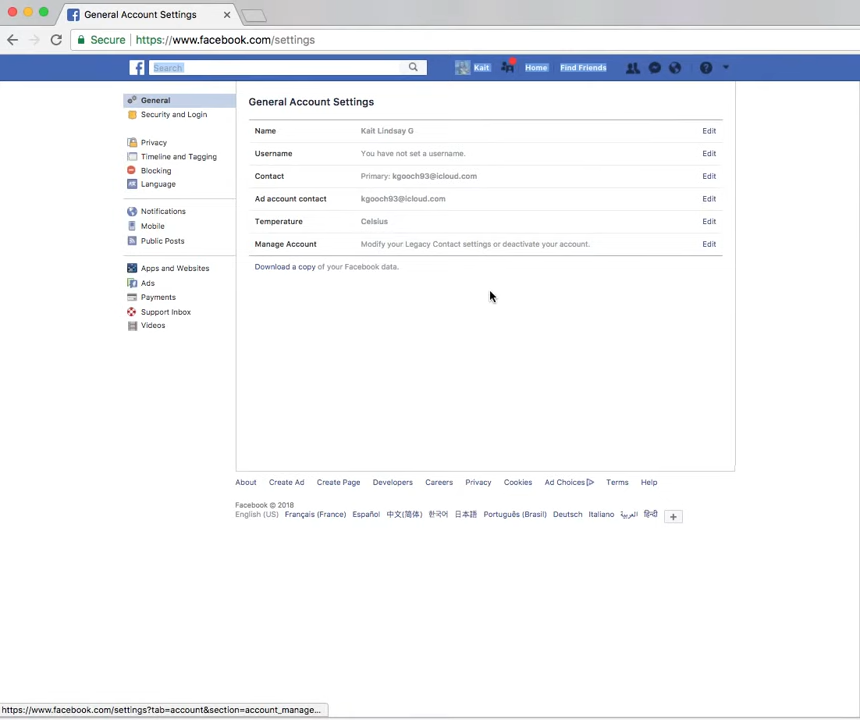 General Account Settings
Secure | https://www.facebook.com/settings
Search Kait Home Find Friends
General
Security and Login
Privacy
Timeline and Tagging
Blocking
Language
Notifications
Mobile
Public Posts
Apps and Websites
Ads
Payments
Support Inbox
Videos
General Account Settings
Name Kait Lindsay G Edit
Username You have not set a username. Edit
Contact Primary: kgooch93@icloud.com Edit
Ad account contact kgooch93@icloud.com Edit
Temperature Celsius Edit
Manage Account Modify your Legacy Contact settings or deactivate your account. Edit
Download a copy of your Facebook data.
About Create Ad Create Page Developers Careers Privacy Cookies Ad Choices Terms Help
Facebook © 2018
English (US) Français (France) Español 中文(简体) 한국어 日本語 Português (Brasil) Deutsch Italiano العربية हिन्दी
https://www.facebook.com/settings?tab=account&section=account_manage...